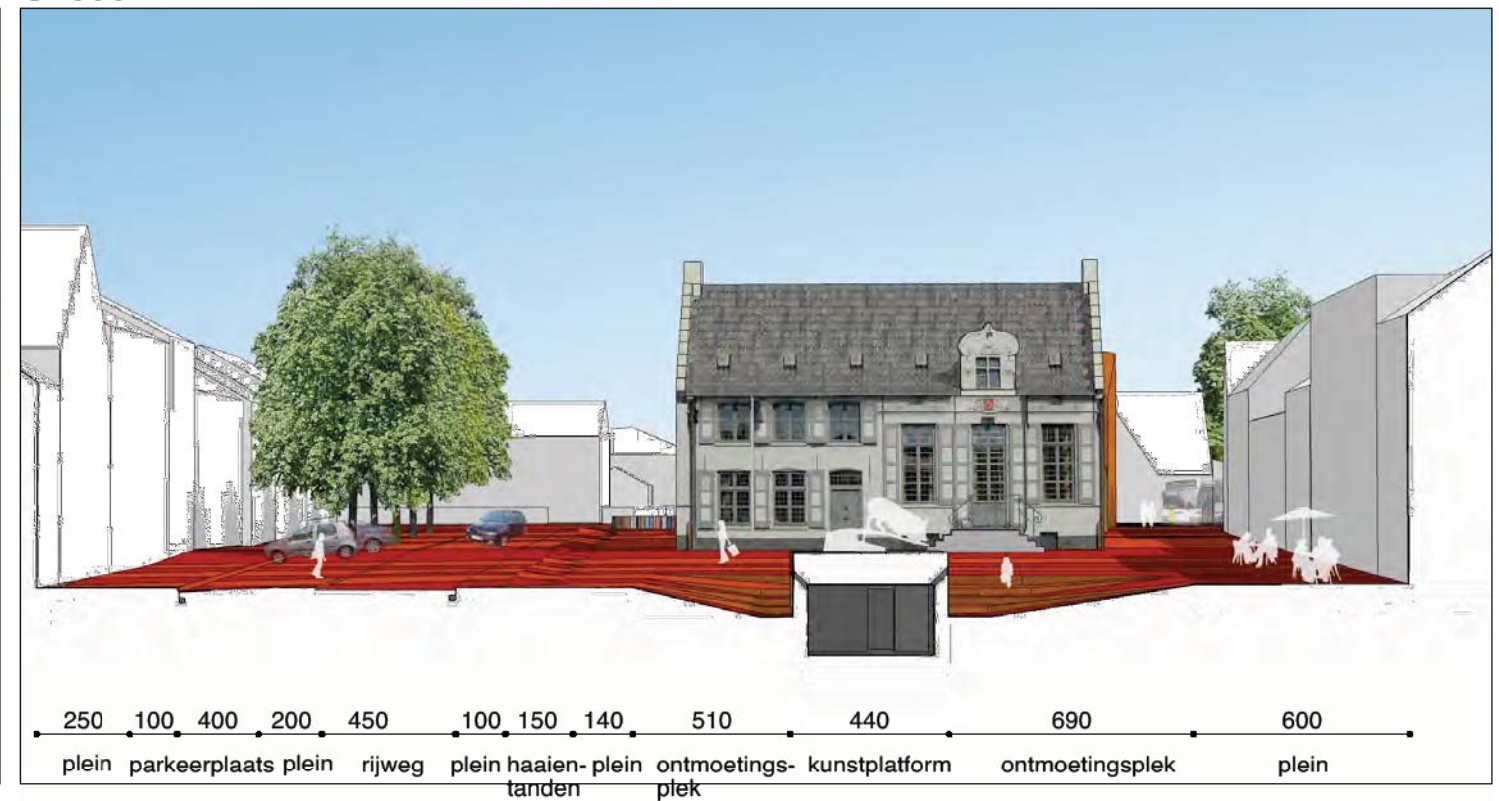 250 100 400 200 450 100 150 140 510 440 690 600
plein parkeerplaats plein rijweg plein haaien- plein ontmoetings- kunstplatform ontmoetingsplek plein
tanden plek